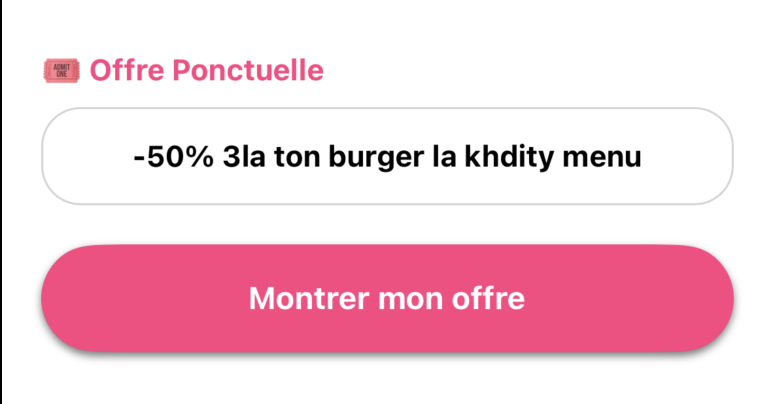 ADMIT ONE Offre Ponctuelle
-50% 3la ton burger la khdity menu
Montrer mon offre